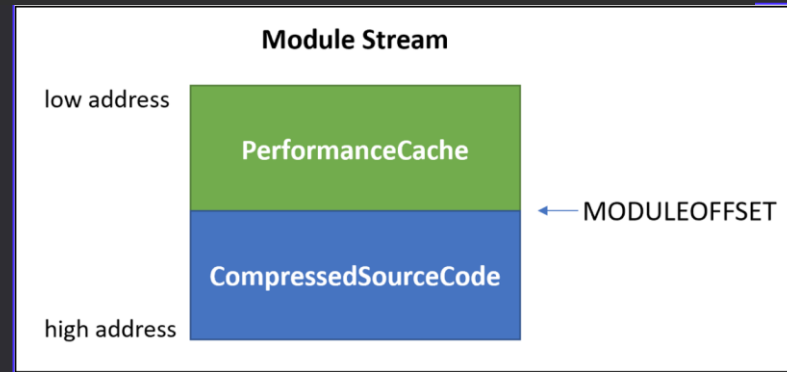 Module Stream
low address
PerformanceCache
MODULEOFFSET
CompressedSourceCode
high address